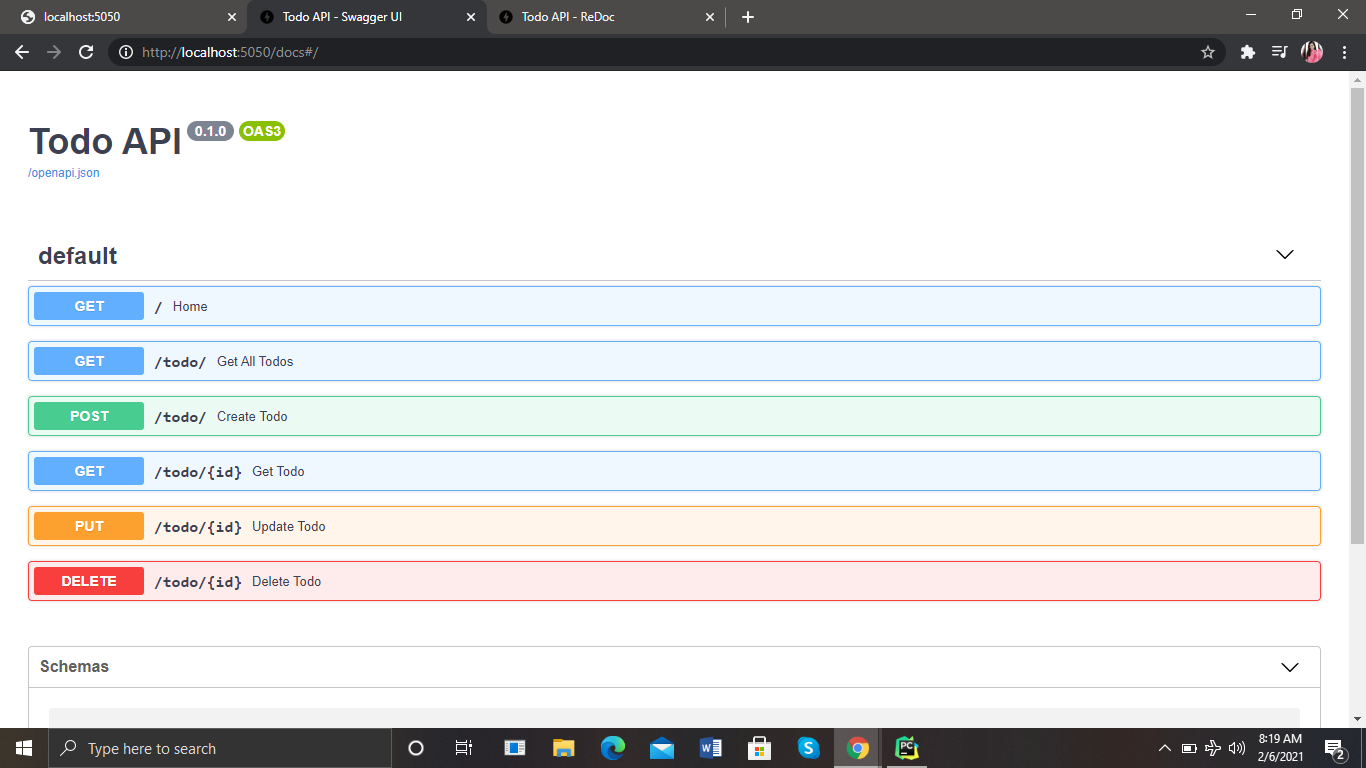 localhost:5050
Todo API - Swagger UI
Todo API - ReDoc
http://localhost:5050/docs#/
Todo API 0.1.0 OAS3
/openapi.json
default
GET / Home
GET /todo/ Get All Todos
POST /todo/ Create Todo
GET /todo/{id} Get Todo
PUT /todo/{id} Update Todo
DELETE /todo/{id} Delete Todo
Schemas
Type here to search
8:19 AM
2/6/2021
2
W
S
PC